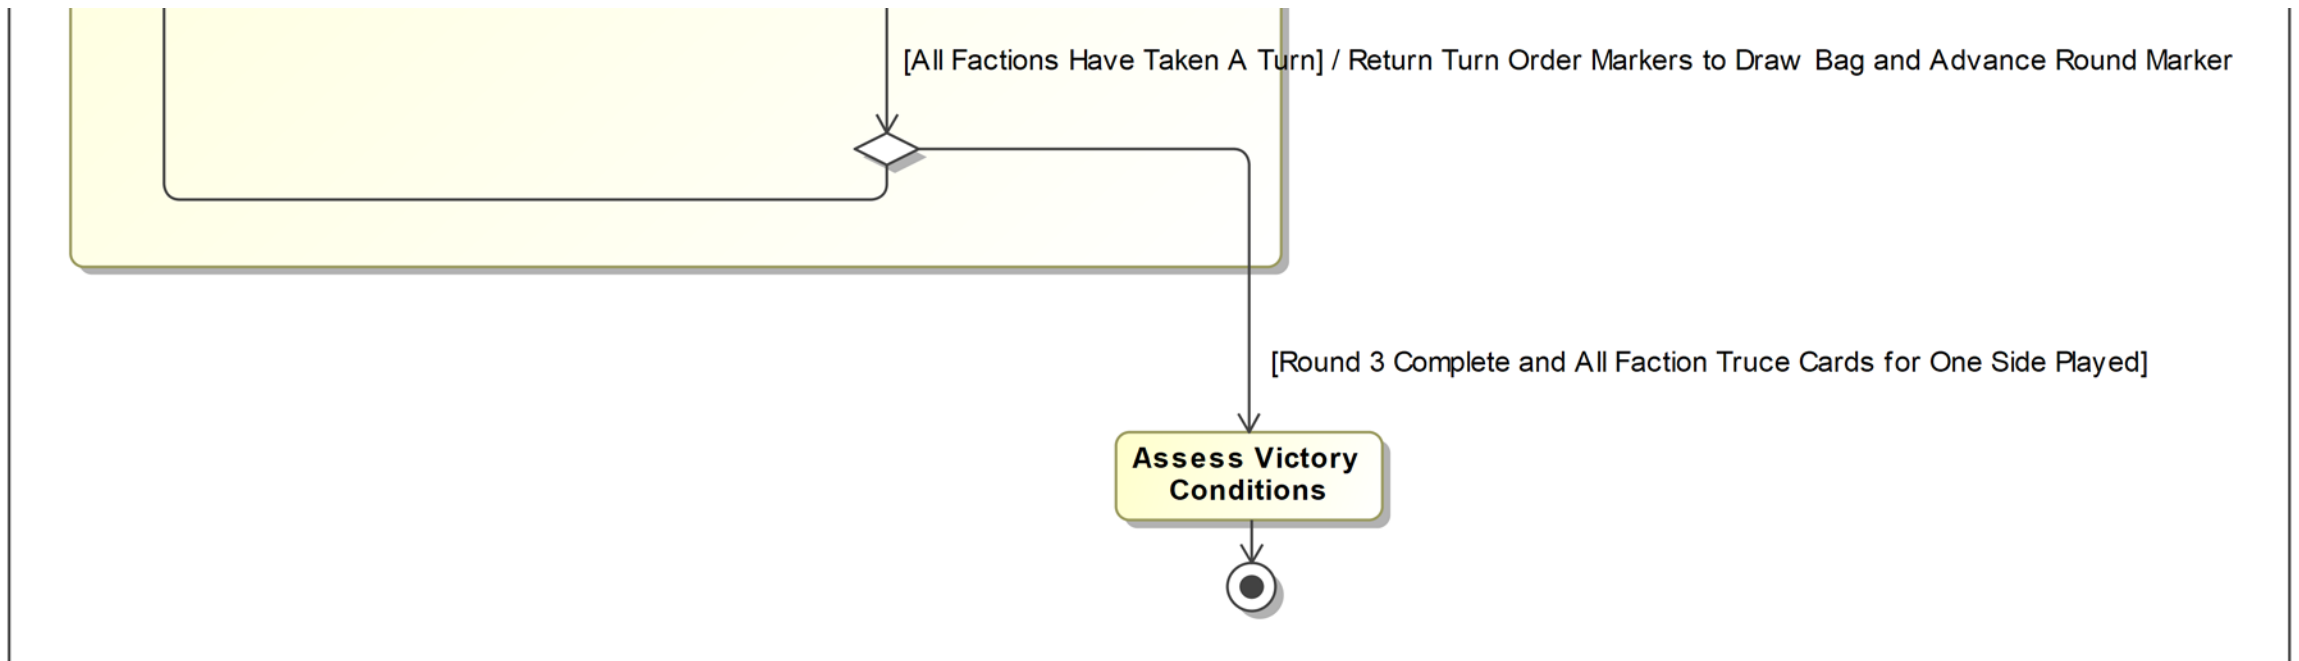 [All Factions Have Taken A Turn] / Return Turn Order Markers to Draw Bag and Advance Round Marker
[Round 3 Complete and All Faction Truce Cards for One Side Played]
Assess Victory
Conditions